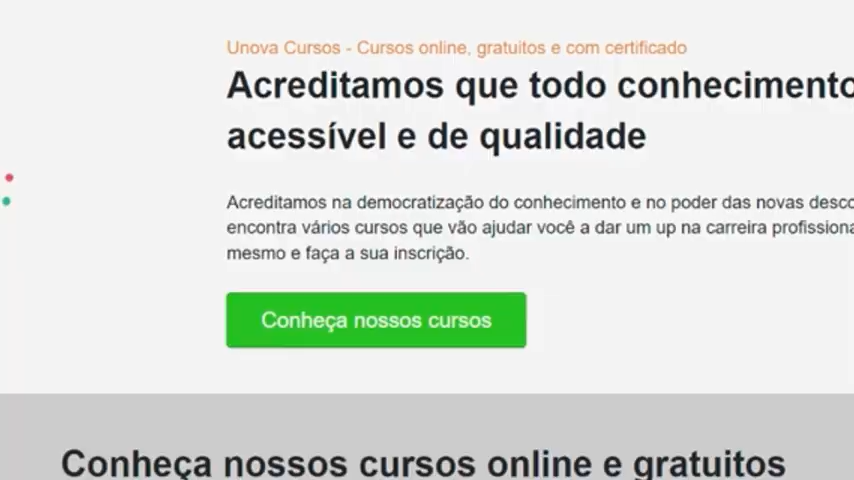 Unova Cursos - Cursos online, gratuitos e com certificado
Acreditamos que todo conhecimento
acessível e de qualidade
Acreditamos na democratização do conhecimento e no poder das novas
encontra vários cursos que vão ajudar você a dar um up na carreira
mesmo e faça a sua inscrição.
Conheça nossos cursos
Conheça nossos cursos online e gratuitos